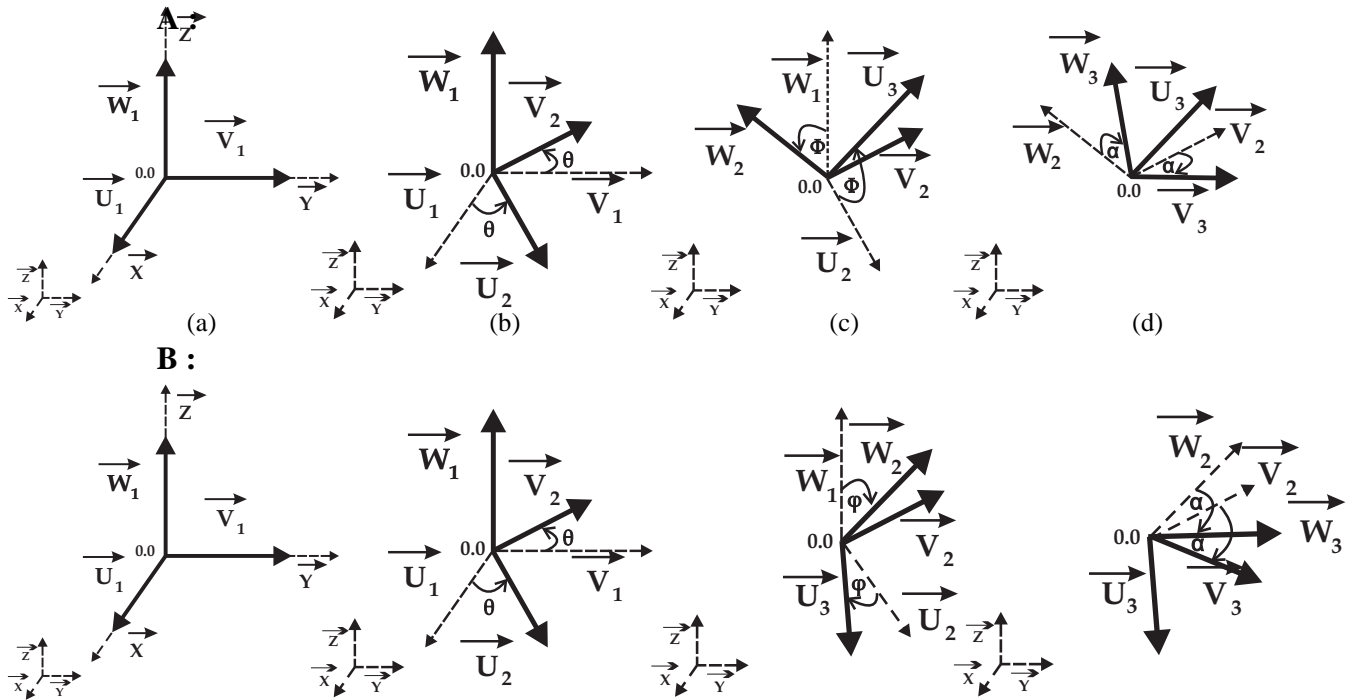 A :
Z
W1
V1
0.0
U1
Y
X
Z
X
Y
(a)
W1
V2
0.0
θ
U1
V1
θ
U2
Z
X
Y
(b)
W1
U3
W2
Φ
V2
0.0
Φ
U2
Z
X
Y
(c)
W3
U3
W2
V2
α
α
0.0
V3
Z
X
Y
(d)
B :
Z
W1
V1
0.0
U1
Y
X
Z
X
Y
W1
V2
0.0
θ
U1
V1
θ
U2
Z
X
Y
W2
W1
φ
0.0
V2
U3
φ
U2
Z
X
Y
W2
V2
α
W3
0.0
α
U3
V3
Z
X
Y